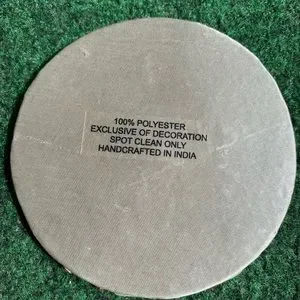 100% POLYESTER
EXCLUSIVE OF DECORATION
SPOT CLEAN ONLY
HANDCRAFTED IN INDIA